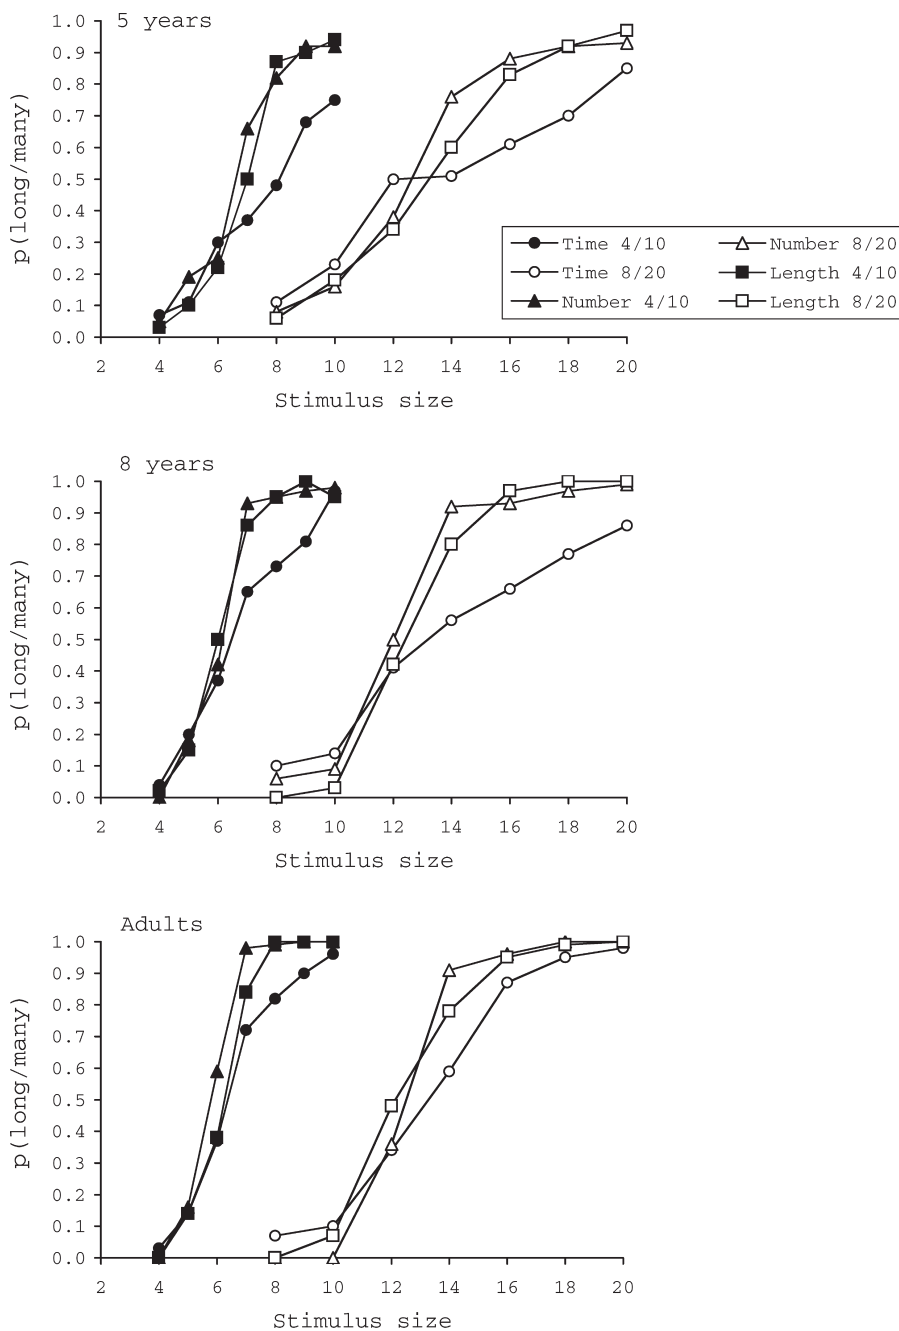 5 years
1.0
0.9
0.8
0.7
0.6
0.5
0.4
0.3
0.2
0.1
0.0
p(long/many)
2 4 6 8 10 12 14 16 18 20
Stimulus size
Time 4/10 Number 8/20
Time 8/20 Length 4/10
Number 4/10 Length 8/20
8 years
1.0
0.9
0.8
0.7
0.6
0.5
0.4
0.3
0.2
0.1
0.0
p(long/many)
2 4 6 8 10 12 14 16 18 20
Stimulus size
Adults
1.0
0.9
0.8
0.7
0.6
0.5
0.4
0.3
0.2
0.1
0.0
p(long/many)
2 4 6 8 10 12 14 16 18 20
Stimulus size